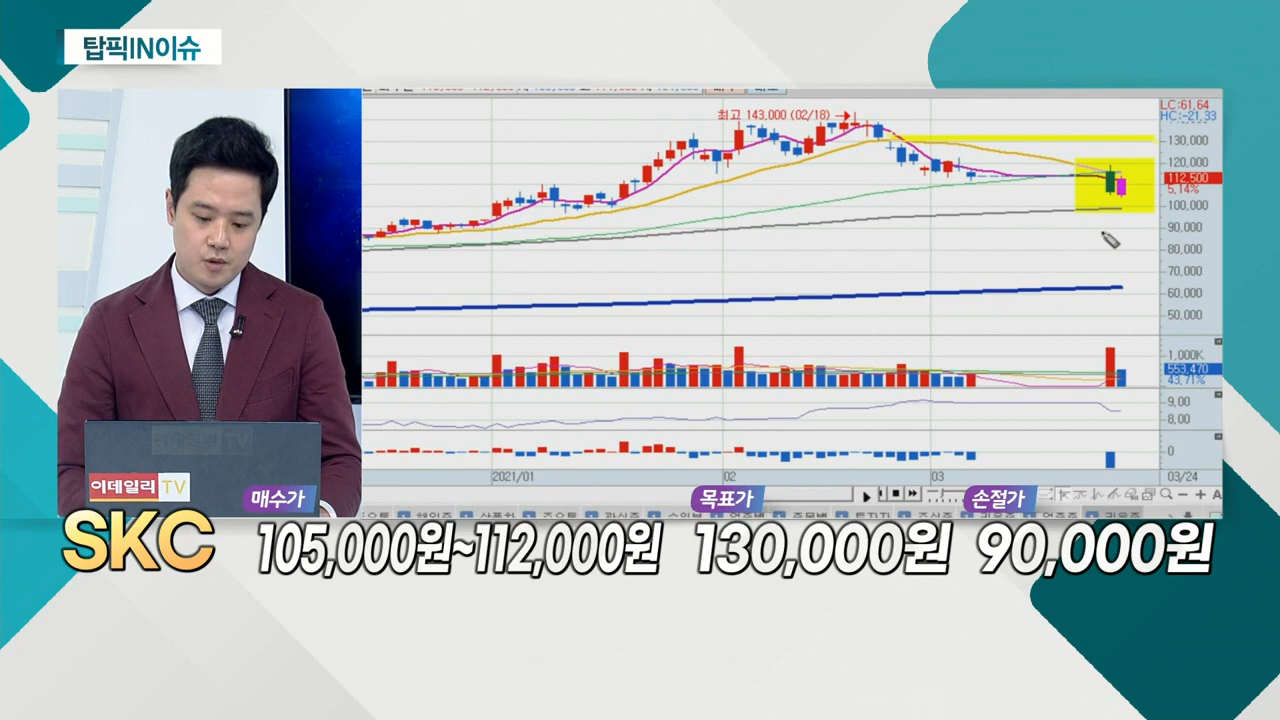 탑픽IN이슈
최고 143,000 (02/18)
LC:61,64
HC:-21,33
130,000
120,000
112,500
5,14%
100,000
90,000
80,000
70,000
60,000
50,000
1,000K
553,470
43,71%
9,00
8,00
0
2021/01
02
03
03/24
이데일리 TV
매수가
목표가
손절가
SKC
105,000원~112,000원
130,000원
90,000원